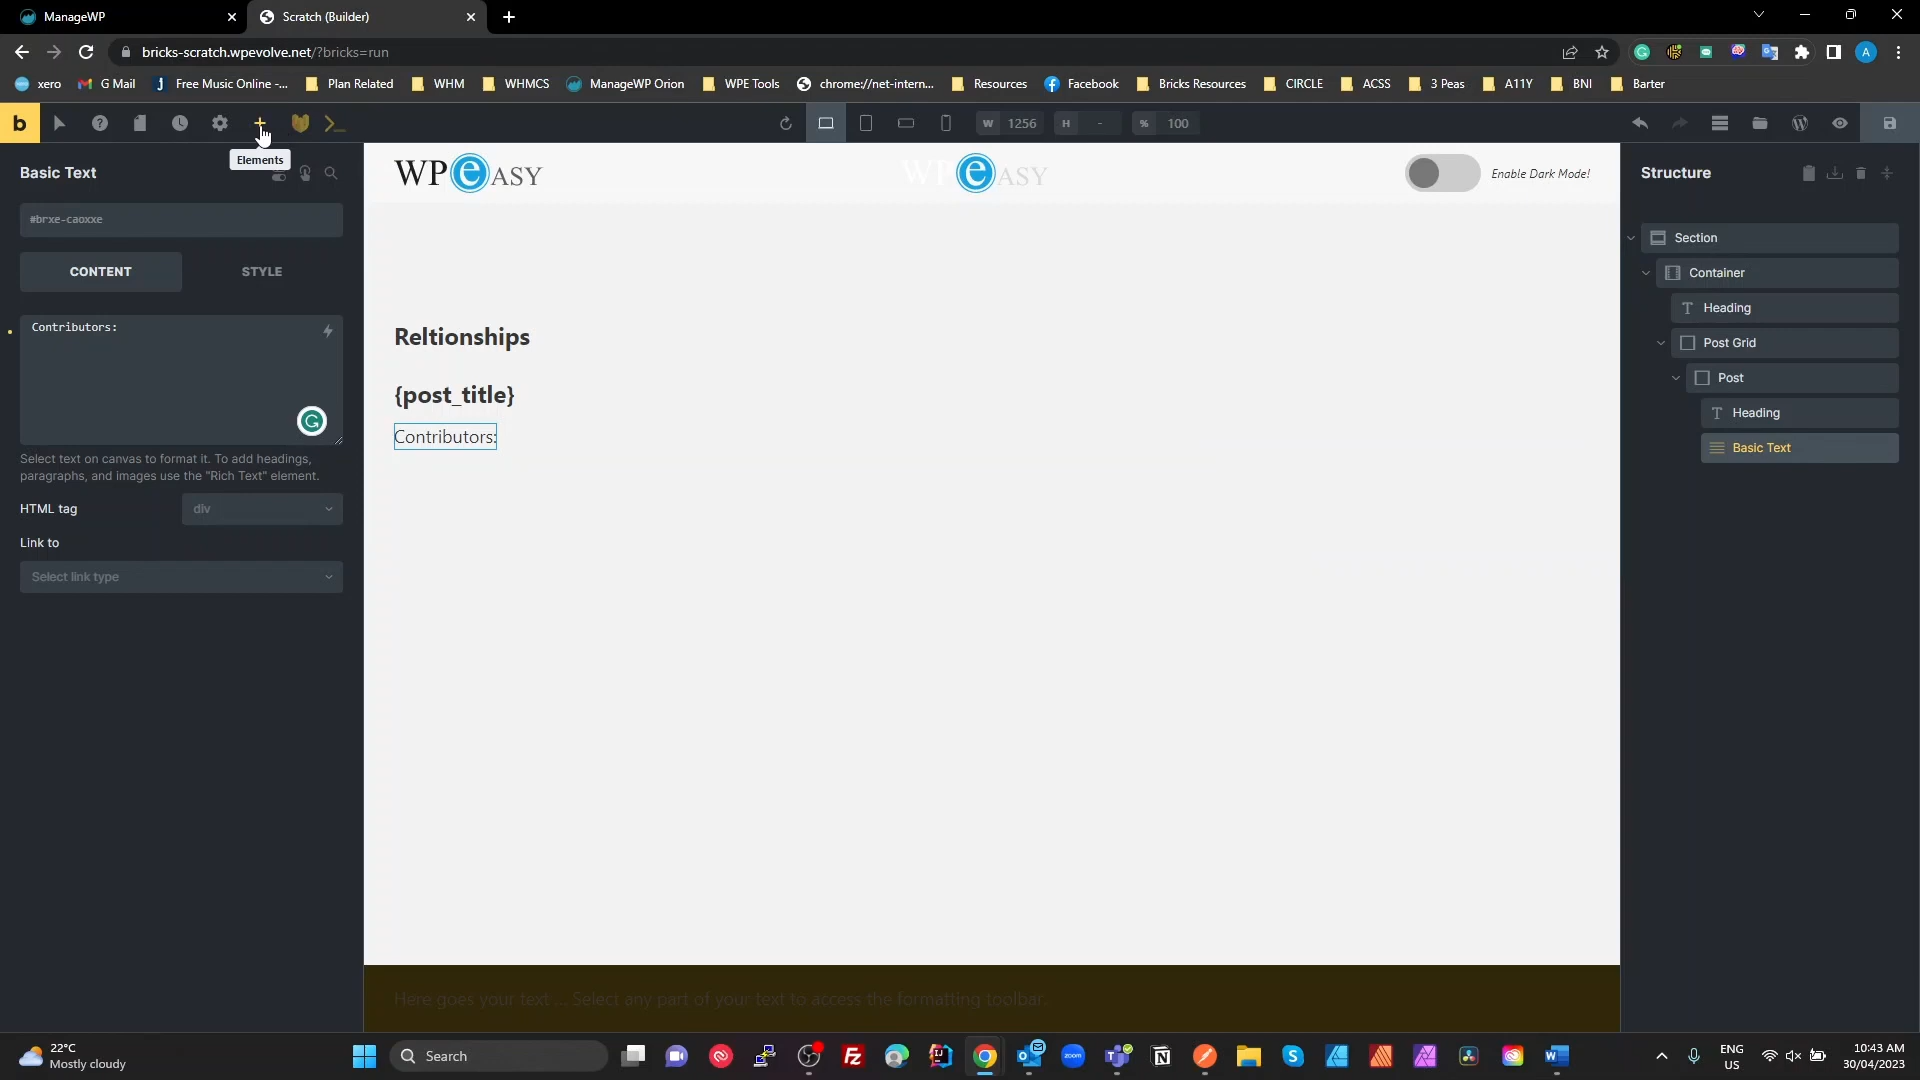 ManageWP
Scratch (Builder)
bricks-scratch.wpevolve.net/?bricks=run
A
xero
G Mail
Free Music Online -...
Plan Related
WHM
WHMCS
ManageWP Orion
WPE Tools
chrome://net-intern...
Resources
Facebook
Bricks Resources
CIRCLE
ACSS
3 Peas
A11Y
BNI
Barter
b
W 1256
H -
% 100
Elements
Basic Text
#brxe-caoxxe
CONTENT
STYLE
Contributors:
Select text on canvas to format it. To add headings,
paragraphs, and images use the "Rich Text" element.
HTML tag
div
Link to
Select link type
WPeASY
WPeASY
Enable Dark Mode!
Reltionships
{post_title}
Contributors:
Here goes your text ... Select any part of your text to access the formatting toolbar.
Structure
Section
Container
Heading
Post Grid
Post
Heading
Basic Text
22°C
Mostly cloudy
Search
zoom
ENG
US
10:43 AM
30/04/2023